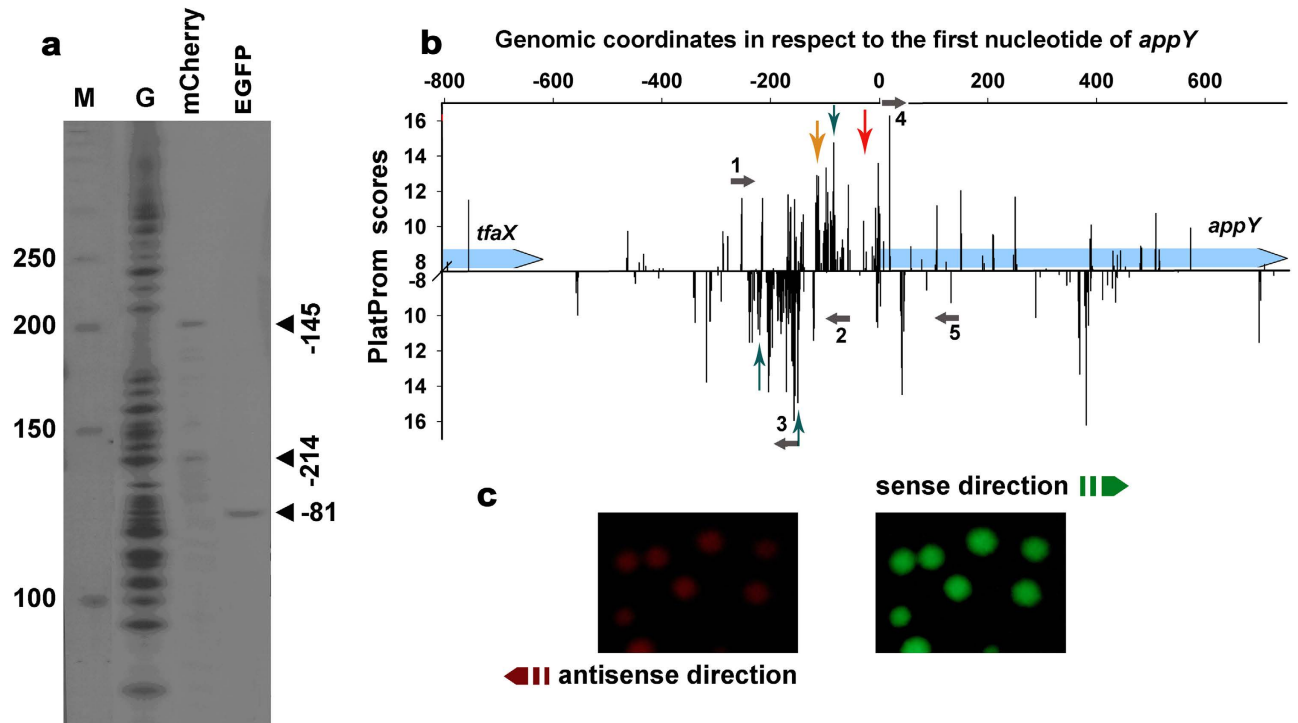 a
M
G
mCherry
EGFP
250
200
150
100
-145
-214
-81
b
Genomic coordinates in respect to the first nucleotide of appY
-800 -600 -400 -200 0 200 400 600
PlatProm scores
16
14
12
10
8
-8
10
12
14
16
tfaX
appY
1
2
3
4
5
c
sense direction
antisense direction